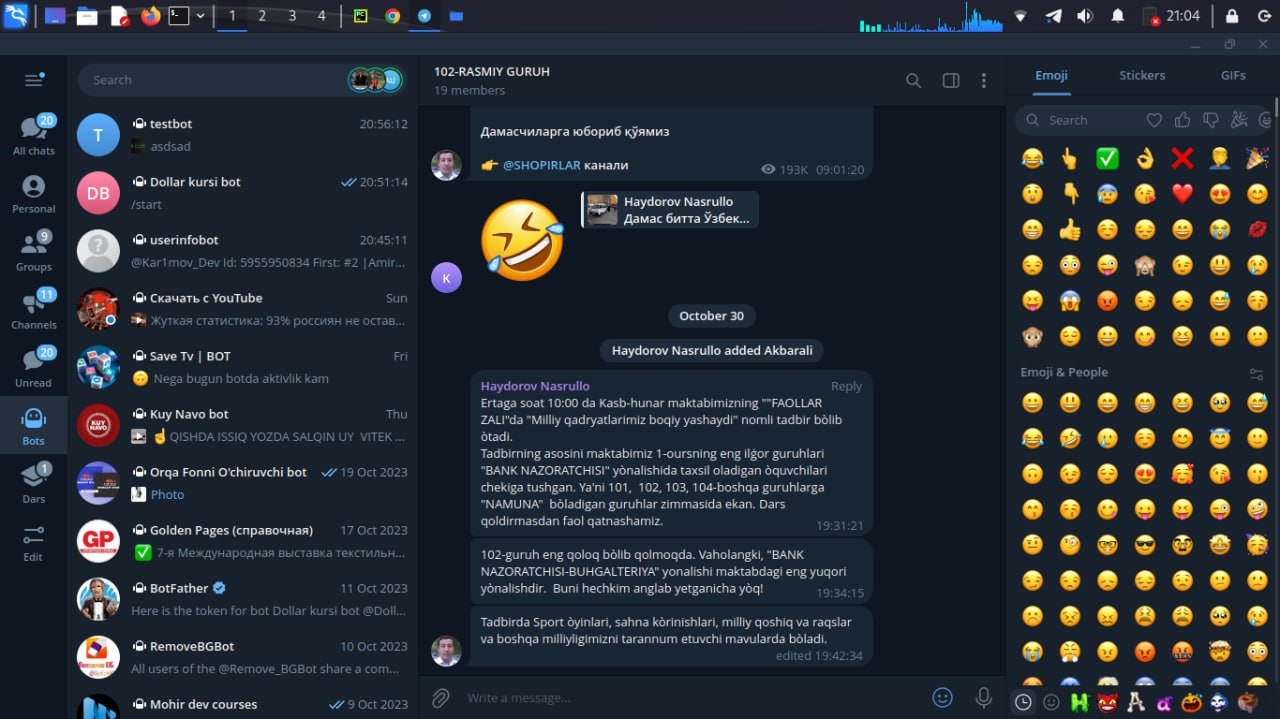 1 2 3 4
21:04
Search
20
All chats
Personal
9
Groups
11
Channels
20
Unread
Bots
1
Dars
Edit
T
testbot 20:56:12
asdsad
DB
Dollar kursi bot 20:51:14
/start
userinfobot 20:45:11
@Kar1mov_Dev Id: 5955950834 First: #2 |Amir...
Скачать с YouTube Sun
Жуткая статистика: 93% россиян не остав...
Save Tv | BOT Fri
Nega bugun botda aktivlik kam
KUY NAVO
Kuy Navo bot Thu
QISHDA ISSIQ YOZDA SALQIN UY VITEK ...
Orqa Fonni O'chiruvchi bot 19 Oct 2023
Photo
GP
Golden Pages (справочная) 17 Oct 2023
7-я Международная выставка текстильн...
BotFather 11 Oct 2023
Here is the token for bot Dollar kursi bot @Doll...
RemoveBGBot 10 Oct 2023
All users of the @Remove_BGBot share a com...
Mohir dev courses 9 Oct 2023
102-RASMIY GURUH
19 members
Дамасчиларга юбориб қўямиз
👉 @SHOPIRLAR канали
193K 09:01:20
Haydorov Nasrullo
Дамас битта Ўзбек...
K
October 30
Haydorov Nasrullo added Akbarali
Haydorov Nasrullo Reply
Ertaga soat 10:00 da Kasb-hunar maktabimizning ""FAOLLAR
ZALI"da "Milliy qadryatlarimiz boqiy yashaydi" nomli tadbir bòlib
òtadi.
Tadbirning asosini maktabimiz 1-oursning eng ilģor guruhlari
"BANK NAZORATCHISI" yònalishida taxsil oladigan òquvchilari
chekiga tushgan. Ya'ni 101, 102, 103, 104-boshqa guruhlarga
"NAMUNA" bòladigan guruhlar zimmasida ekan. Dars
qoldirmasdan faol qatnashamiz.
19:31:21
102-guruh eng qoloq bòlib qolmoqda. Vaholangki, "BANK
NAZORATCHISI-BUHGALTERIYA" yonalishi maktabdagi eng yuqori
yònalishdir. Buni hechkim anglab yetganicha yòq!
19:34:15
Tadbirda Sport òyinlari, sahna kòrinishlari, milliy qoshiq va raqslar
va boshqa milliyligimizni tarannum etuvchi mavularda bòladi.
edited 19:42:34
Write a message...
Emoji Stickers GIFs
Search
Emoji & People